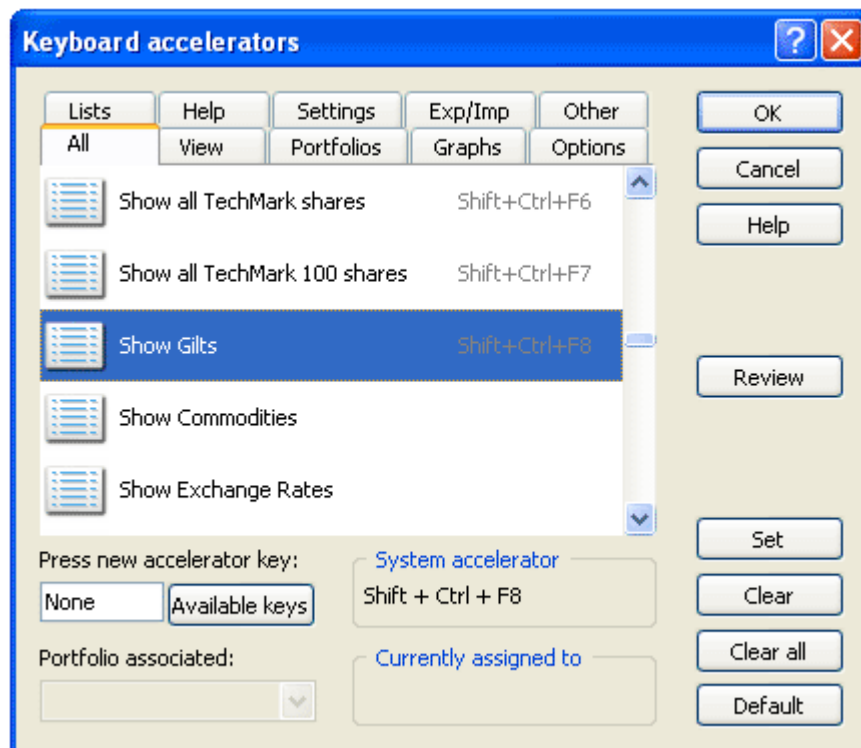 Keyboard accelerators
Lists Help Settings Exp/Imp Other
All View Portfolios Graphs Options
Show all TechMark shares Shift+Ctrl+F6
Show all TechMark 100 shares Shift+Ctrl+F7
Show Gilts Shift+Ctrl+F8
Show Commodities
Show Exchange Rates
OK
Cancel
Help
Review
Press new accelerator key:
None Available keys
System accelerator
Shift + Ctrl + F8
Portfolio associated:
Currently assigned to
Set
Clear
Clear all
Default